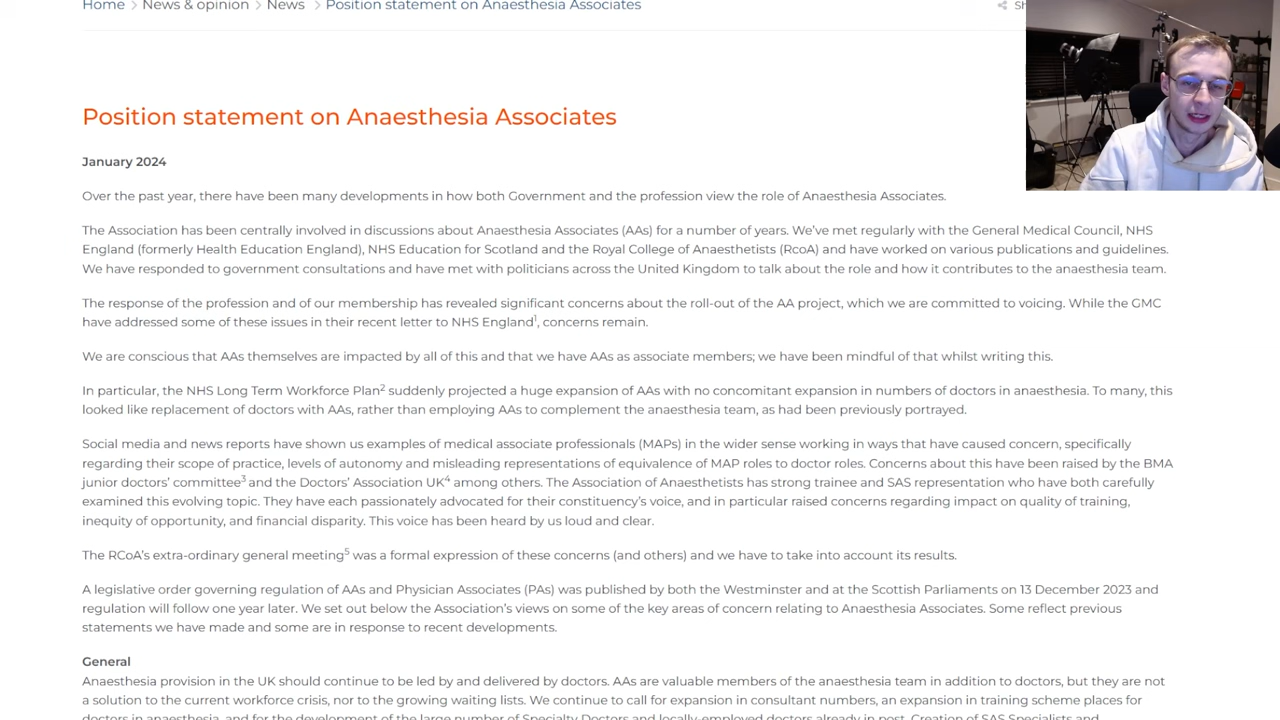 Home > News & opinion > News > Position statement on Anaesthesia Associates
Position statement on Anaesthesia Associates
January 2024
Over the past year, there have been many developments in how both Government and the profession view the role of Anaesthesia Associates.
The Association has been centrally involved in discussions about Anaesthesia Associates (AAs) for a number of years. We've met regularly with the General Medical Council, NHS
England (formerly Health Education England), NHS Education for Scotland and the Royal College of Anaesthetists (RcoA) and have worked on various publications and guidelines.
We have responded to government consultations and have met with politicians across the United Kingdom to talk about the role and how it contributes to the anaesthesia team.
The response of the profession and of our membership has revealed significant concerns about the roll-out of the AA project, which we are committed to voicing. While the GMC
have addressed some of these issues in their recent letter to NHS England¹, concerns remain.
We are conscious that AAs themselves are impacted by all of this and that we have AAs as associate members; we have been mindful of that whilst writing this.
In particular, the NHS Long Term Workforce Plan² suddenly projected a huge expansion of AAs with no concomitant expansion in numbers of doctors in anaesthesia. To many, this
looked like replacement of doctors with AAs, rather than employing AAs to complement the anaesthesia team, as had been previously portrayed.
Social media and news reports have shown us examples of medical associate professionals (MAPs) in the wider sense working in ways that have caused concern, specifically
regarding their scope of practice, levels of autonomy and misleading representations of equivalence of MAP roles to doctor roles. Concerns about this have been raised by the BMA
junior doctors' committee³ and the Doctors' Association UK⁴ among others. The Association of Anaesthetists has strong trainee and SAS representation who have both carefully
examined this evolving topic. They have each passionately advocated for their constituency's voice, and in particular raised concerns regarding impact on quality of training,
inequity of opportunity, and financial disparity. This voice has been heard by us loud and clear.
The RCoA's extra-ordinary general meeting⁵ was a formal expression of these concerns (and others) and we have to take into account its results.
A legislative order governing regulation of AAs and Physician Associates (PAs) was published by both the Westminster and at the Scottish Parliaments on 13 December 2023 and
regulation will follow one year later. We set out below the Association's views on some of the key areas of concern relating to Anaesthesia Associates. Some reflect previous
statements we have made and some are in response to recent developments.
General
Anaesthesia provision in the UK should continue to be led by and delivered by doctors. AAs are valuable members of the anaesthesia team in addition to doctors, but they are not
a solution to the current workforce crisis, nor to the growing waiting lists. We continue to call for expansion in consultant numbers, an expansion in training scheme places for
doctors in anaesthesia, and for the development of the large number of Specialty Doctors and locally-employed doctors already in post. Creation of SAS Specialists and